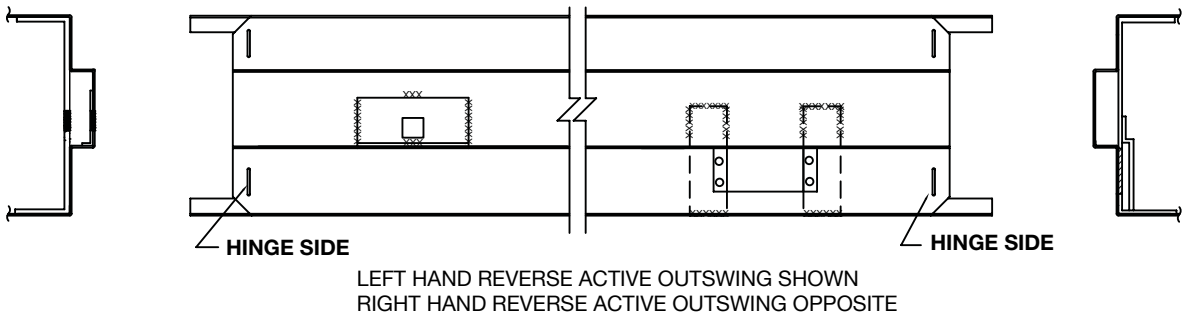 HINGE SIDE
HINGE SIDE
LEFT HAND REVERSE ACTIVE OUTSWING SHOWN
RIGHT HAND REVERSE ACTIVE OUTSWING OPPOSITE